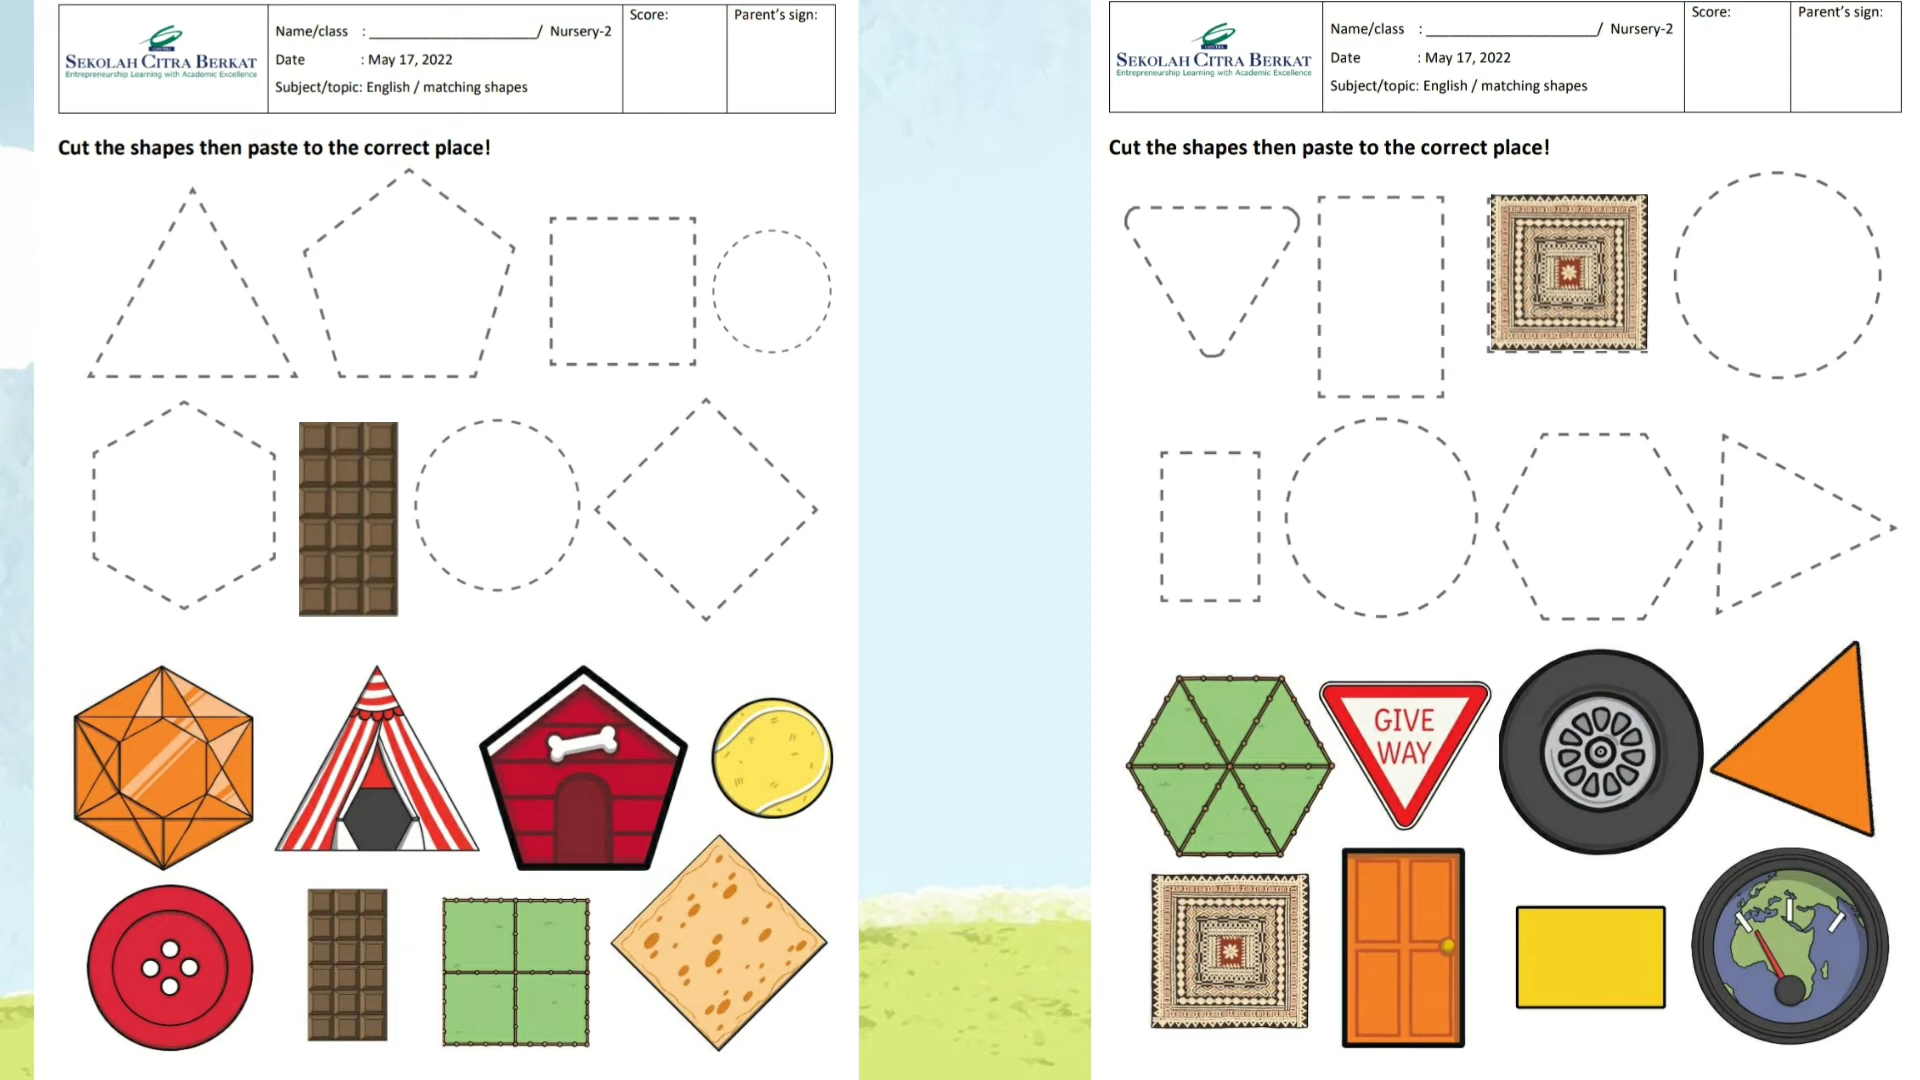 Score:
Parent's sign:
Name/class : ____________________/ Nursery-2
SEKOLAH CITRA BERKAT
Entrepreneurship Learning with Academic Excellence
Date : May 17, 2022
Subject/topic: English / matching shapes
Cut the shapes then paste to the correct place!
Score:
Parent's sign:
Name/class : ____________________/ Nursery-2
SEKOLAH CITRA BERKAT
Entrepreneurship Learning with Academic Excellence
Date : May 17, 2022
Subject/topic: English / matching shapes
Cut the shapes then paste to the correct place!
GIVE
WAY